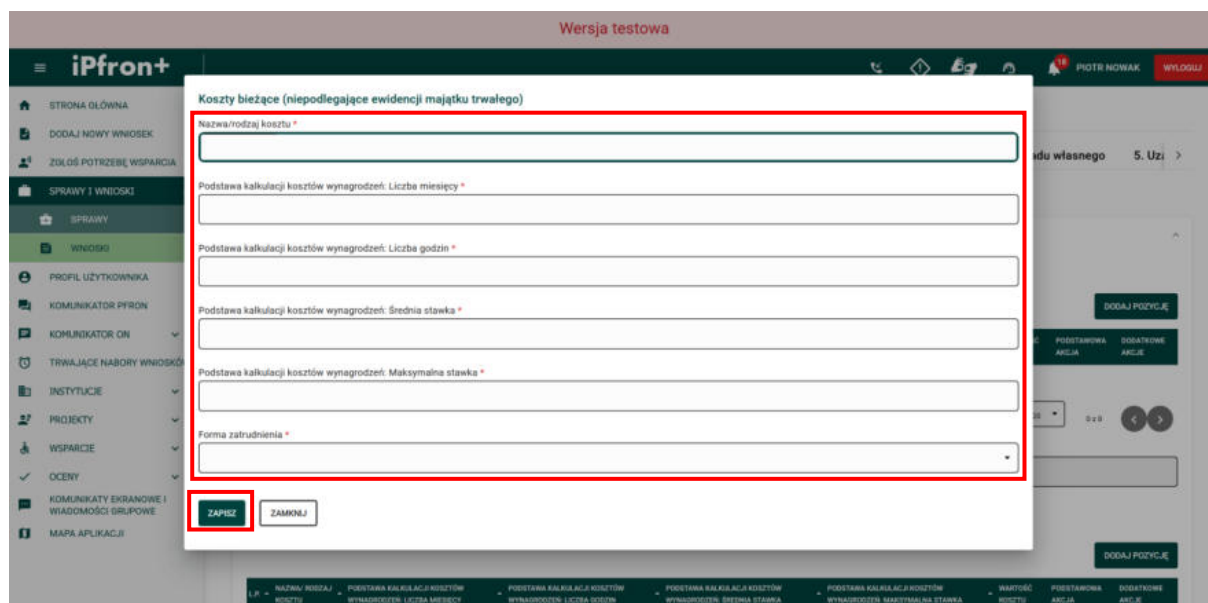 Wersja testowa
iPfron+
18
PIOTR NOWAK
WYLOGUJ
STRONA GŁÓWNA
DODAJ NOWY WNIOSEK
ZGŁOŚ POTRZEBĘ WSPARCIA
SPRAWY I WNIOSKI
SPRAWY
WNIOSKI
PROFIL UŻYTKOWNIKA
KOMUNIKATOR PFRON
KOMUNIKATOR ON
TRWAJĄCE NABORY WNIOSKÓ
INSTYTUCJE
PROJEKTY
WSPARCIE
OCENY
KOMUNIKATY EKRANOWE I
WIADOMOŚCI GRUPOWE
MAPA APLIKACJI
Koszty bieżące (niepodlegające ewidencji majątku trwałego)
Nazwa/rodzaj kosztu *
Podstawa kalkulacji kosztów wynagrodzeń: Liczba miesięcy *
Podstawa kalkulacji kosztów wynagrodzeń: Liczba godzin *
Podstawa kalkulacji kosztów wynagrodzeń: Średnia stawka *
Podstawa kalkulacji kosztów wynagrodzeń: Maksymalna stawka *
Forma zatrudnienia *
ZAPISZ
ZAMKNIJ
adu własnego 5. Uzi
DODAJ POZYCJĘ
PODSTAWOWA AKCJA
DODATKOWE AKCJE
0 z 0
DODAJ POZYCJĘ
L.P.
NAZWA/ RODZAJ KOSZTU
PODSTAWA KALKULACJI KOSZTÓW WYNAGRODZEŃ: LICZBA MIESIĘCY
PODSTAWA KALKULACJI KOSZTÓW WYNAGRODZEŃ: LICZBA GODZIN
PODSTAWA KALKULACJI KOSZTÓW WYNAGRODZEŃ: ŚREDNIA STAWKA
PODSTAWA KALKULACJI KOSZTÓW WYNAGRODZEŃ: MAKSYMALNA STAWKA
WARTOŚĆ KOSZTU
PODSTAWOWA AKCJA
DODATKOWE AKCJE